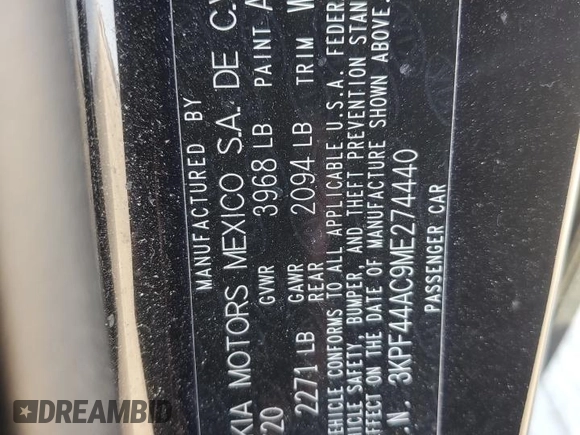 MANUFACTURED BY
KIA MOTORS MEXICO S.A. DE C.V
20 GVWR 3968 LB PAINT A
2271 LB GAWR REAR 2094 LB TRIM W
VEHICLE CONFORMS TO ALL APPLICABLE U.S.A. FEDER
HICLE SAFETY, BUMPER, AND THEFT PREVENTION STAN
EFFECT ON THE DATE OF MANUFACTURE SHOWN ABOVE.
.N. 3KPF44AC9ME274440
PASSENGER CAR
DREAMBID